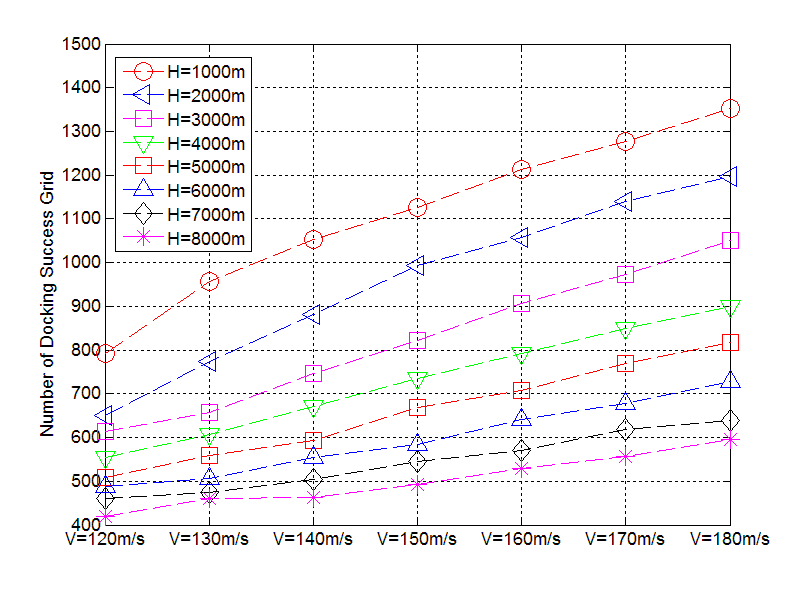 1500
1400
1300
1200
1100
1000
900
800
700
600
500
400
Number of Docking Success Grid
H=1000m
H=2000m
H=3000m
H=4000m
H=5000m
H=6000m
H=7000m
H=8000m
V=120m/s V=130m/s V=140m/s V=150m/s V=160m/s V=170m/s V=180m/s